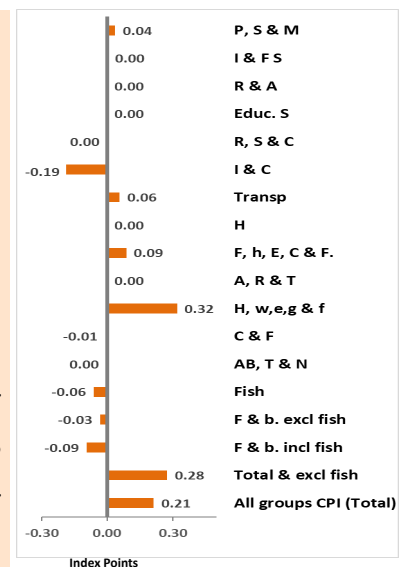 0.04 P, S & M
0.00 I & F S
0.00 R & A
0.00 Educ. S
0.00 R, S & C
-0.19 I & C
0.06 Transp
0.00 H
0.09 F, h, E, C & F.
0.00 A, R & T
0.32 H, w,e,g & f
-0.01 C & F
0.00 AB, T & N
-0.06 Fish
-0.03 F & b. excl fish
-0.09 F & b. incl fish
0.28 Total & excl fish
0.21 All groups CPI (Total)
-0.30 0.00 0.30
Index Points